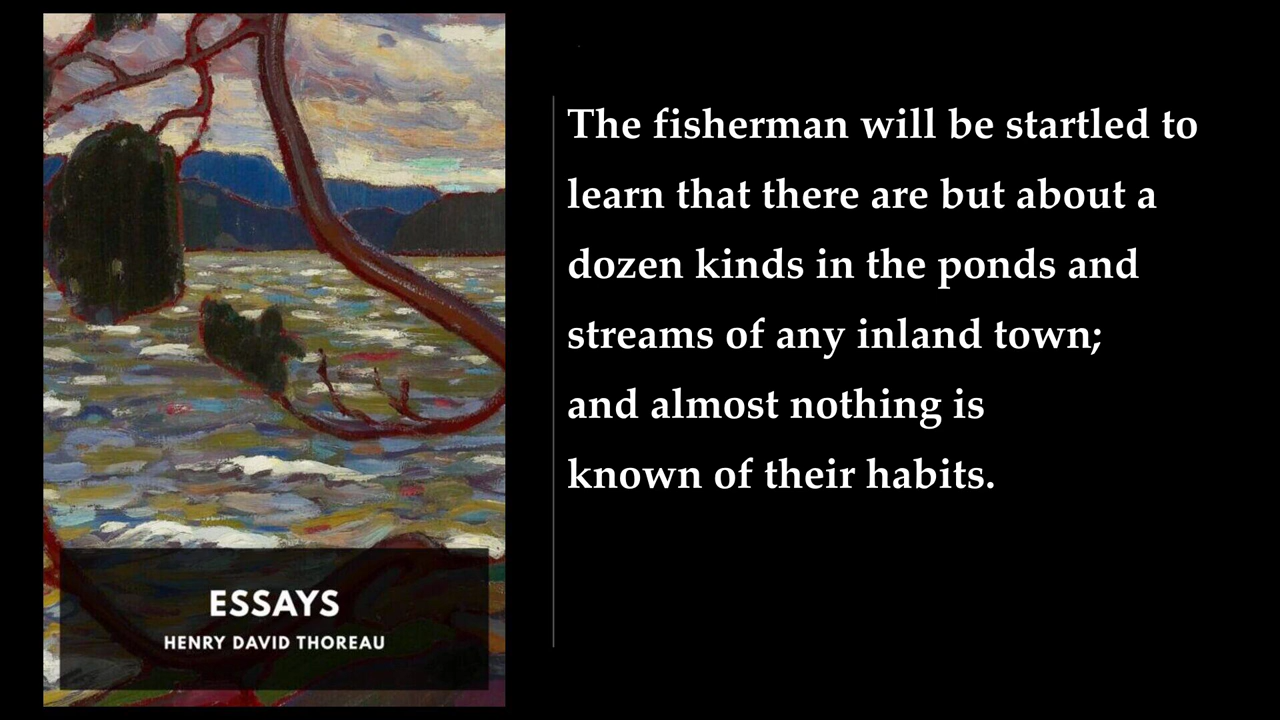 ESSAYS
HENRY DAVID THOREAU
The fisherman will be startled to
learn that there are but about a
dozen kinds in the ponds and
streams of any inland town;
and almost nothing is
known of their habits.